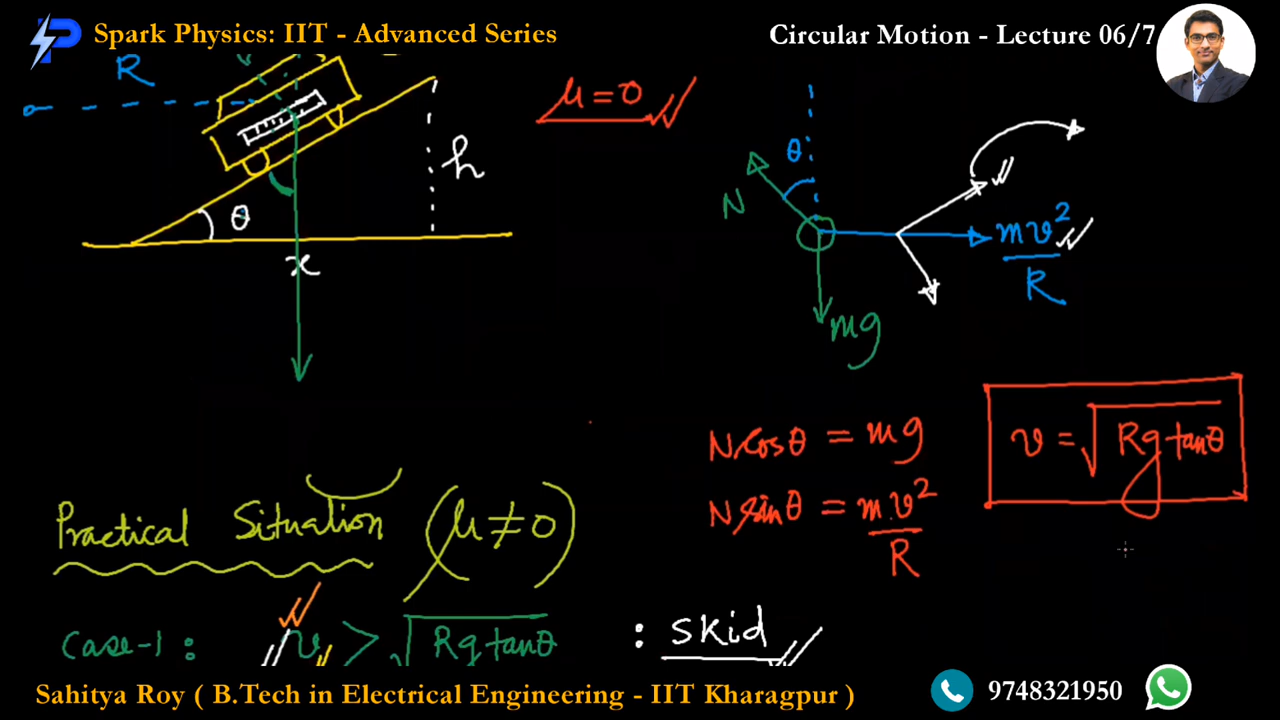 Spark Physics: IIT - Advanced Series
Circular Motion - Lecture 06/7
R
μ = 0
h
θ
x
θ
N
mv²/R
mg
N cosθ = mg
N sinθ = m.v²/R
v = √Rg tanθ
Practical Situation (μ ≠ 0)
Case-1: v > √Rg tanθ : skid
Sahitya Roy ( B.Tech in Electrical Engineering - IIT Kharagpur )
9748321950